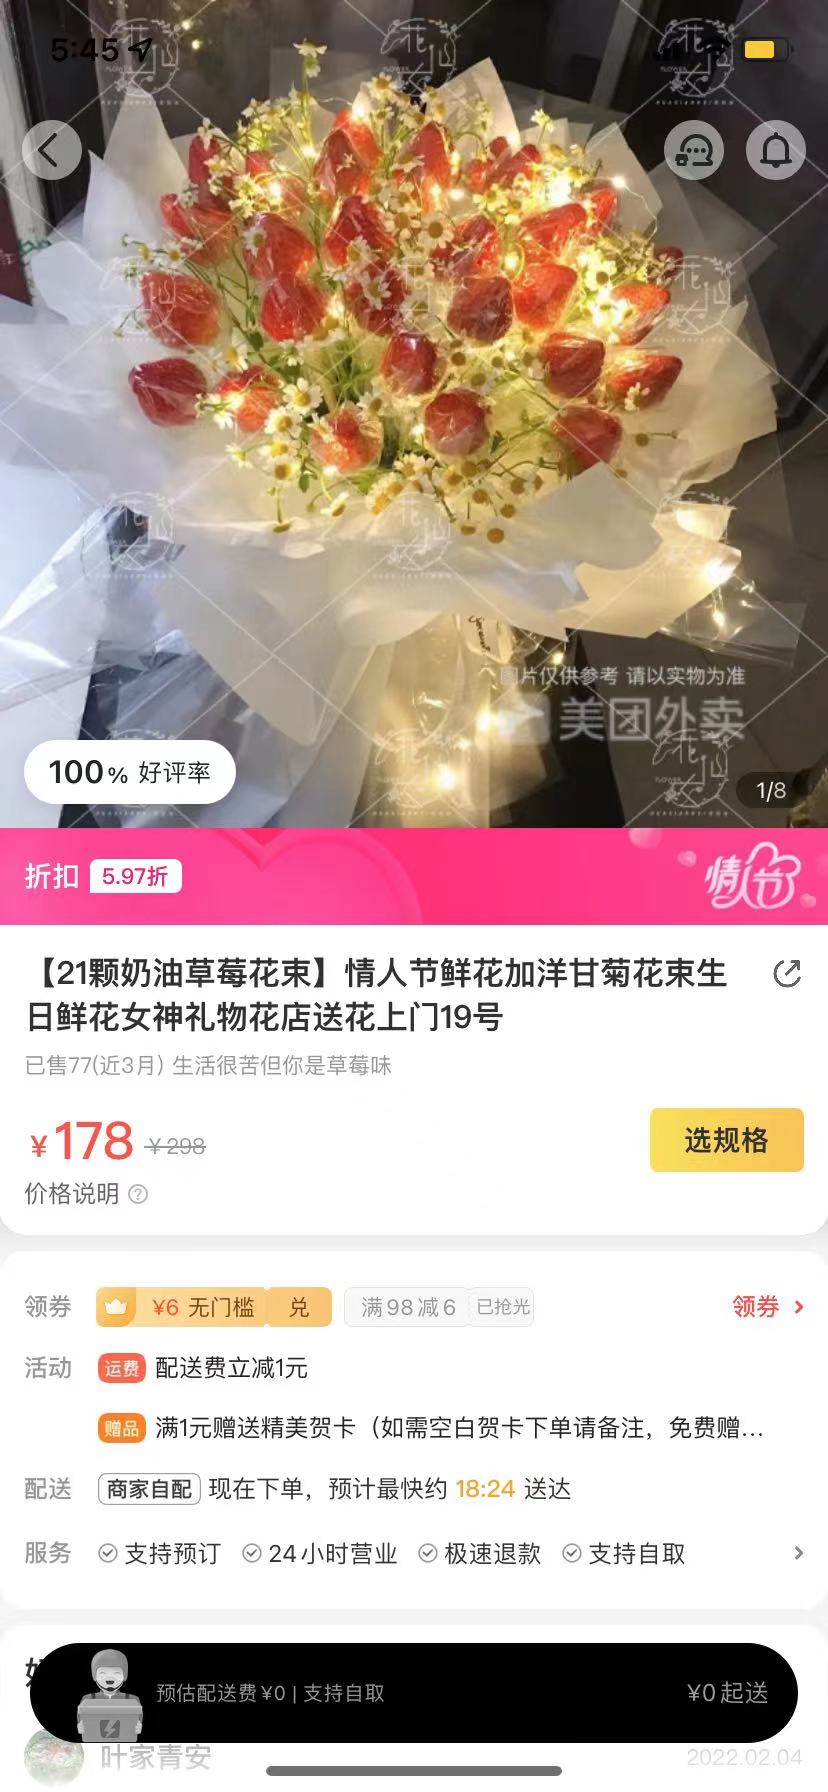 5:45
图片仅供参考 请以实物为准
美团外卖
100% 好评率
1/8
折扣 5.97折
情人节
【21颗奶油草莓花束】情人节鲜花加洋甘菊花束生
日鲜花女神礼物花店送花上门19号
已售77(近3月) 生活很苦但你是草莓味
¥178 ¥298
选规格
价格说明 ?
领券 ¥6 无门槛 兑 满98减6 已抢光 领券
活动 运费 配送费立减1元
赠品 满1元赠送精美贺卡（如需空白贺卡下单请备注，免费赠...
配送 商家自配 现在下单，预计最快约 18:24 送达
服务 支持预订 24小时营业 极速退款 支持自取
预估配送费¥0 | 支持自取
¥0起送
叶家青安
2022.02.04